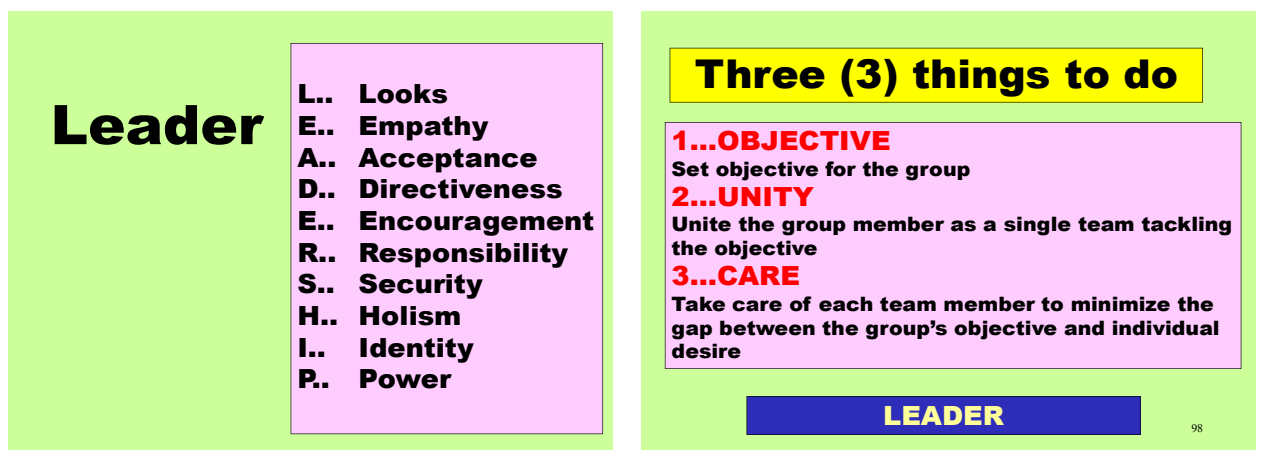 Leader
L.. Looks
E.. Empathy
A.. Acceptance
D.. Directiveness
E.. Encouragement
R.. Responsibility
S.. Security
H.. Holism
I.. Identity
P.. Power
Three (3) things to do
1...OBJECTIVE
Set objective for the group
2...UNITY
Unite the group member as a single team tackling
the objective
3...CARE
Take care of each team member to minimize the
gap between the group's objective and individual
desire
LEADER
98